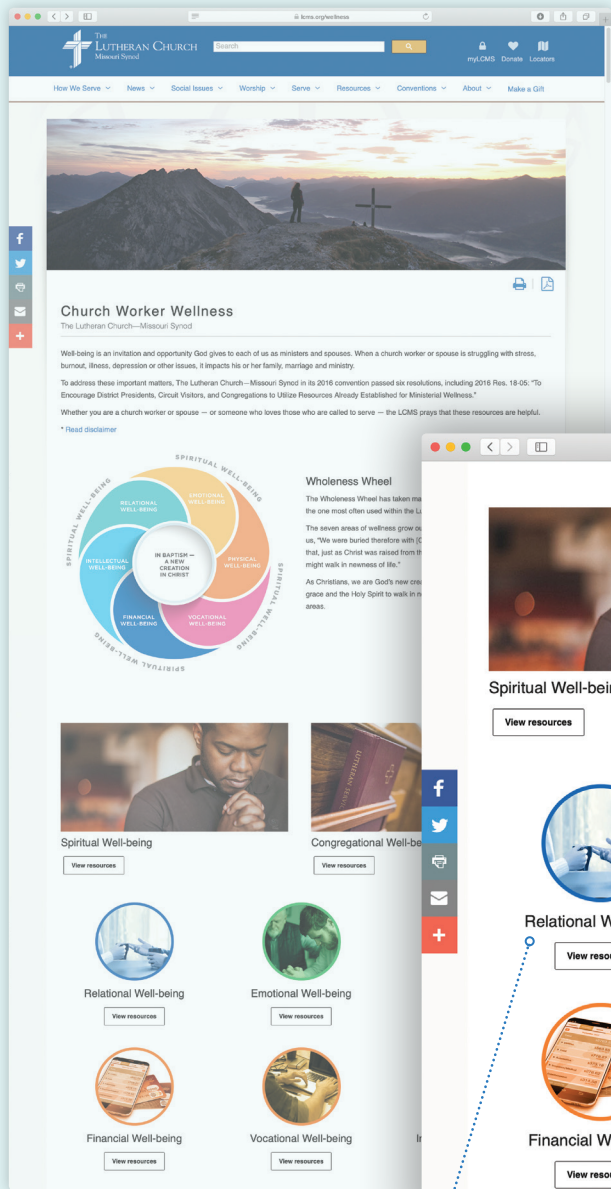 lcms.org/wellness
THE
LUTHERAN CHURCH
Missouri Synod
Search
myLCMS Donate Locators
How We Serve News Social Issues Worship Serve Resources Conventions About Make a Gift
Church Worker Wellness
The Lutheran Church—Missouri Synod
Well-being is an invitation and opportunity God gives to each of us as ministers and spouses. When a church worker or spouse is struggling with stress,
burnout, illness, depression or other issues, it impacts his or her family, marriage and ministry.
To address these important matters, The Lutheran Church—Missouri Synod in its 2016 convention passed six resolutions, including 2016 Res. 18-05: "To
Encourage District Presidents, Circuit Visitors, and Congregations to Utilize Resources Already Established for Ministerial Wellness."
Whether you are a church worker or spouse — or someone who loves those who are called to serve — the LCMS prays that these resources are helpful.
* Read disclaimer
SPIRITUAL WELL-BEING
SPIRITUAL WELL-BEING
SPIRITUAL WELL-BEING
SPIRITUAL WELL-BEING
RELATIONAL
WELL-BEING
EMOTIONAL
WELL-BEING
INTELLECTUAL
WELL-BEING
IN BAPTISM —
A NEW
CREATION
IN CHRIST
PHYSICAL
WELL-BEING
FINANCIAL
WELL-BEING
VOCATIONAL
WELL-BEING
Wholeness Wheel
The Wholeness Wheel has taken
the one most often used within the
The seven areas of wellness grow
us, "We were buried therefore with
that, just as Christ was raised from
might walk in newness of life."
As Christians, we are God's new
grace and the Holy Spirit to walk in
areas.
LUTHERAN
Spiritual Well-being
View resources
Congregational
View resources
Relational Well-being
View resources
Emotional Well-being
View resources
Financial Well-being
View resources
Vocational Well-being
View resources
Spiritual
View resources
Relational
View
Financial
View